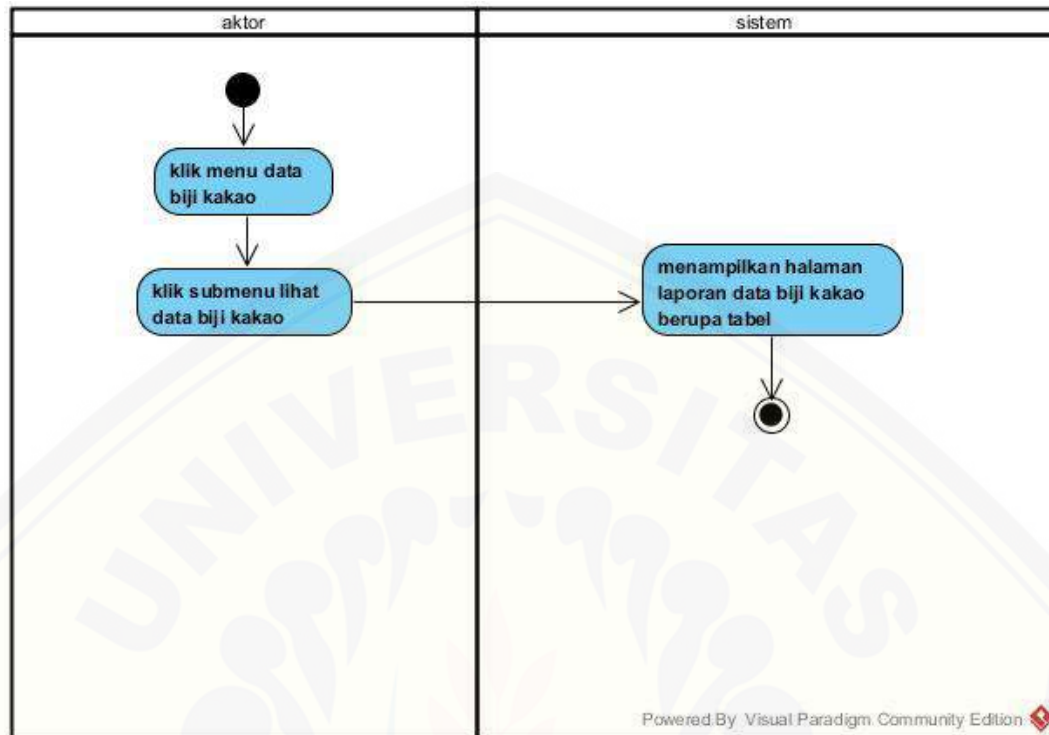 aktor
sistem
klik menu data
biji kakao
klik submenu lihat
data biji kakao
menampilkan halaman
laporan data biji kakao
berupa tabel
UNIVERSITAS
Powered By Visual Paradigm Community Edition